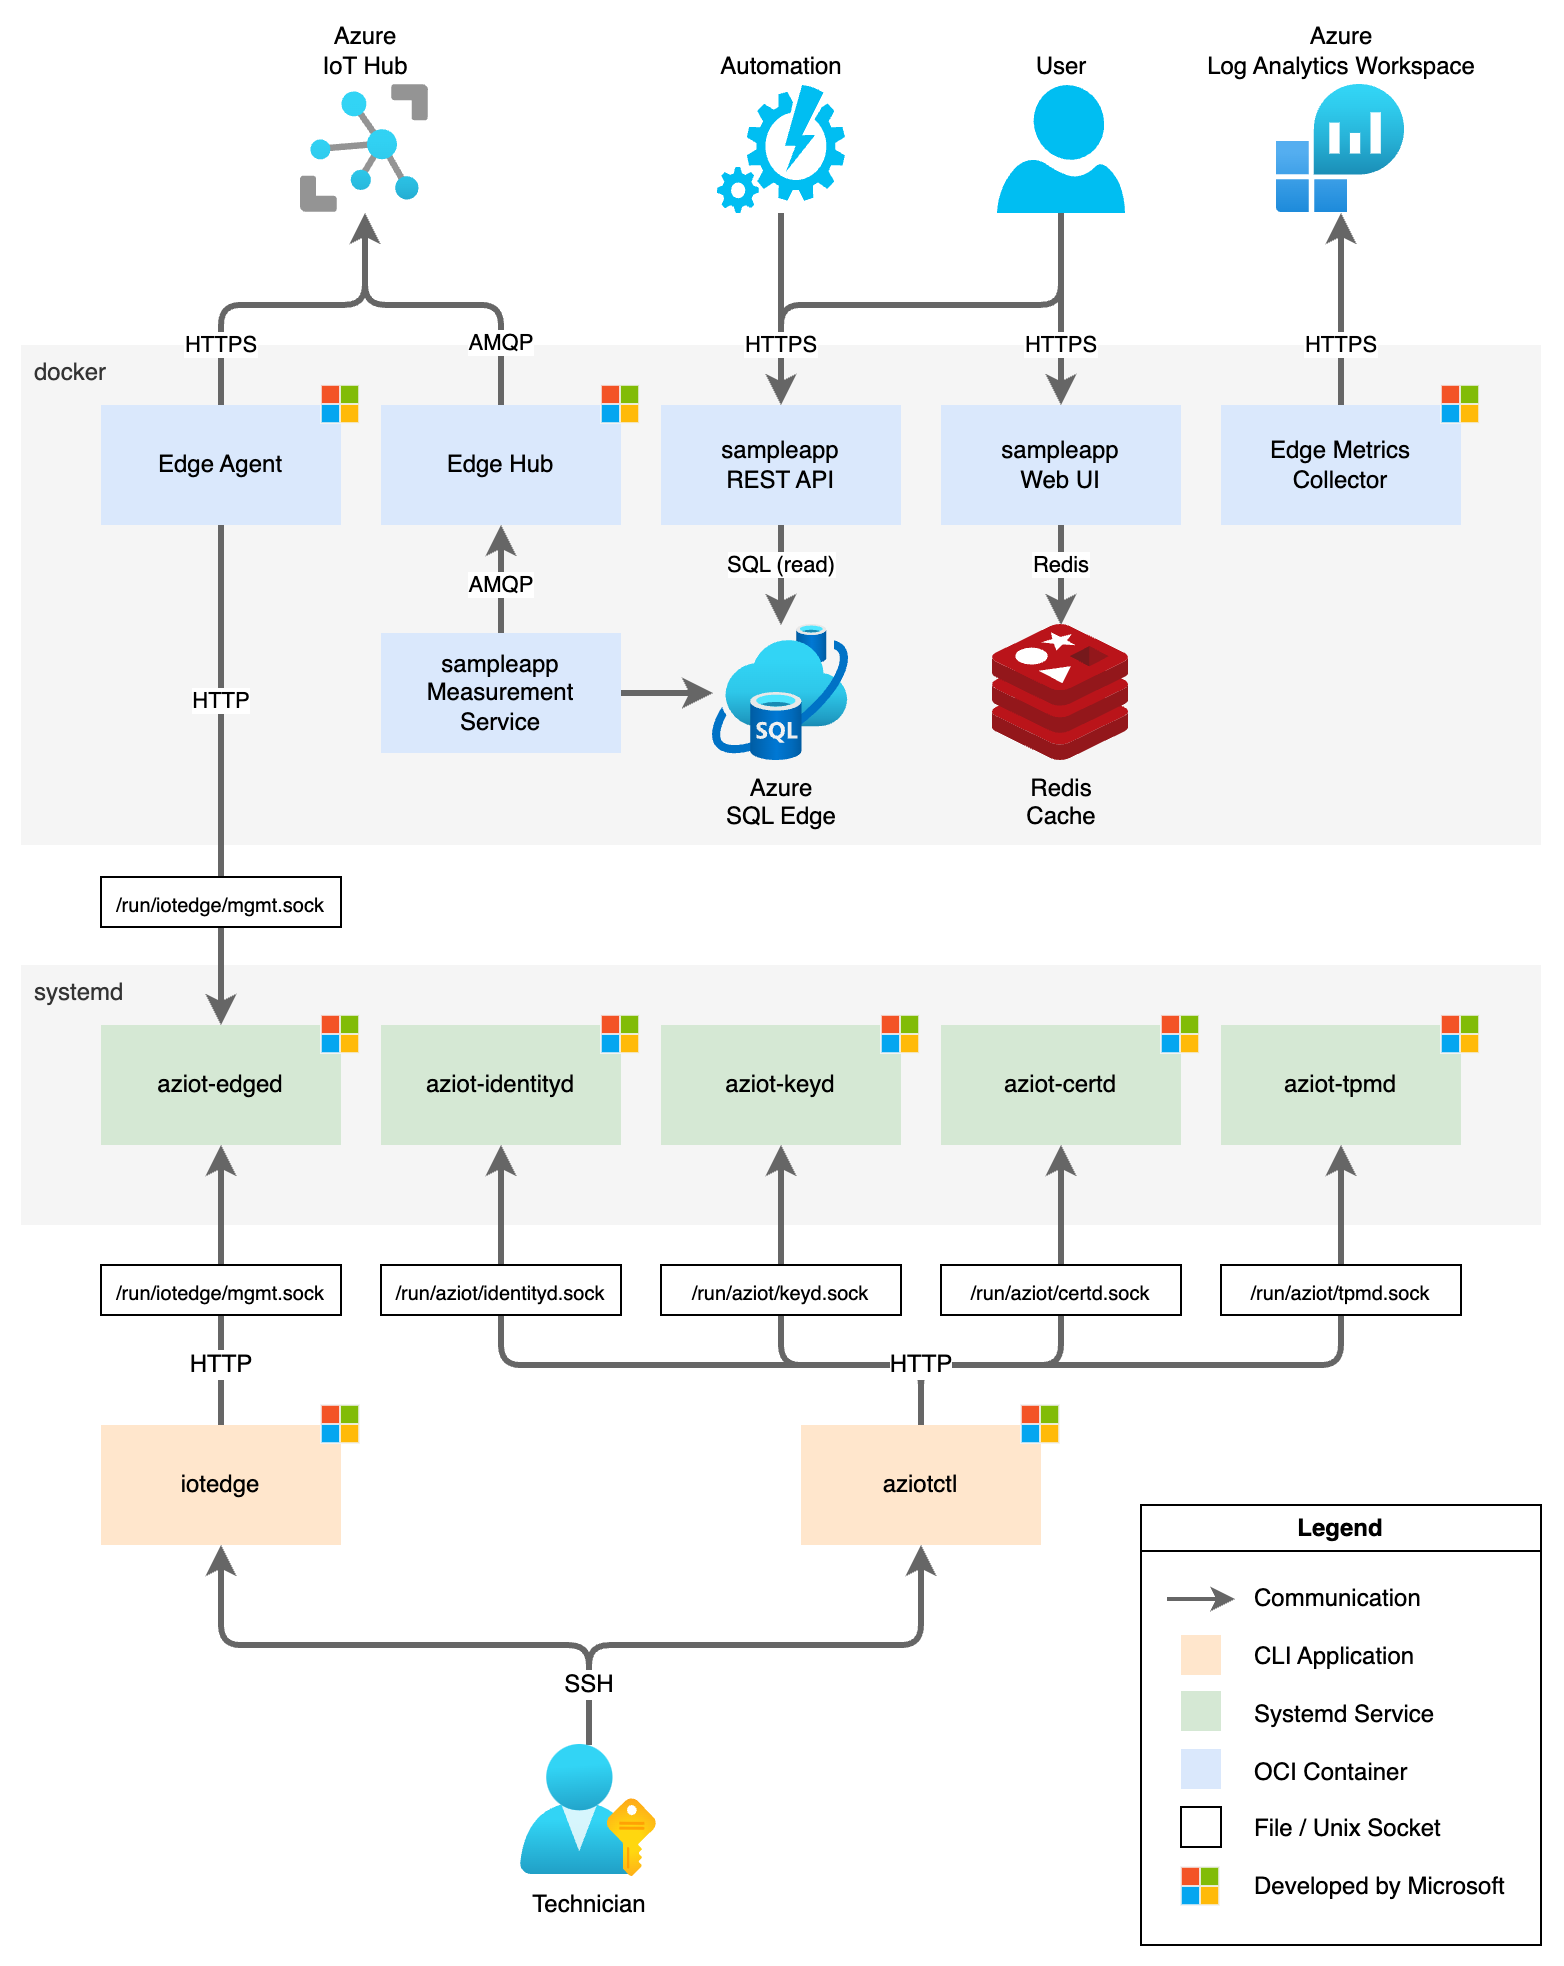 Azure
IoT Hub
Automation
User
Azure
Log Analytics Workspace
HTTPS
AMQP
HTTPS
HTTPS
HTTPS
docker
Edge Agent
Edge Hub
sampleapp
REST API
sampleapp
Web UI
Edge Metrics
Collector
SQL (read)
Redis
AMQP
sampleapp
Measurement
Service
HTTP
SQL
Azure
SQL Edge
Redis
Cache
/run/iotedge/mgmt.sock
systemd
aziot-edged
aziot-identityd
aziot-keyd
aziot-certd
aziot-tpmd
/run/iotedge/mgmt.sock
/run/aziot/identityd.sock
/run/aziot/keyd.sock
/run/aziot/certd.sock
/run/aziot/tpmd.sock
HTTP
HTTP
iotedge
aziotctl
SSH
Technician
Legend
Communication
CLI Application
Systemd Service
OCI Container
File / Unix Socket
Developed by Microsoft